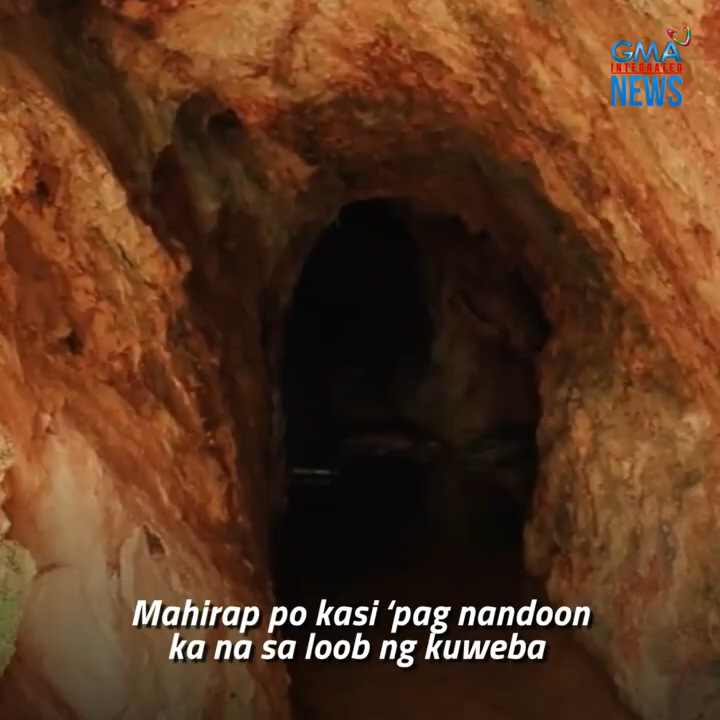 GMA
INTEGRATED
NEWS
Mahirap po kasi ‘pag nandoon
ka na sa loob ng kuweba